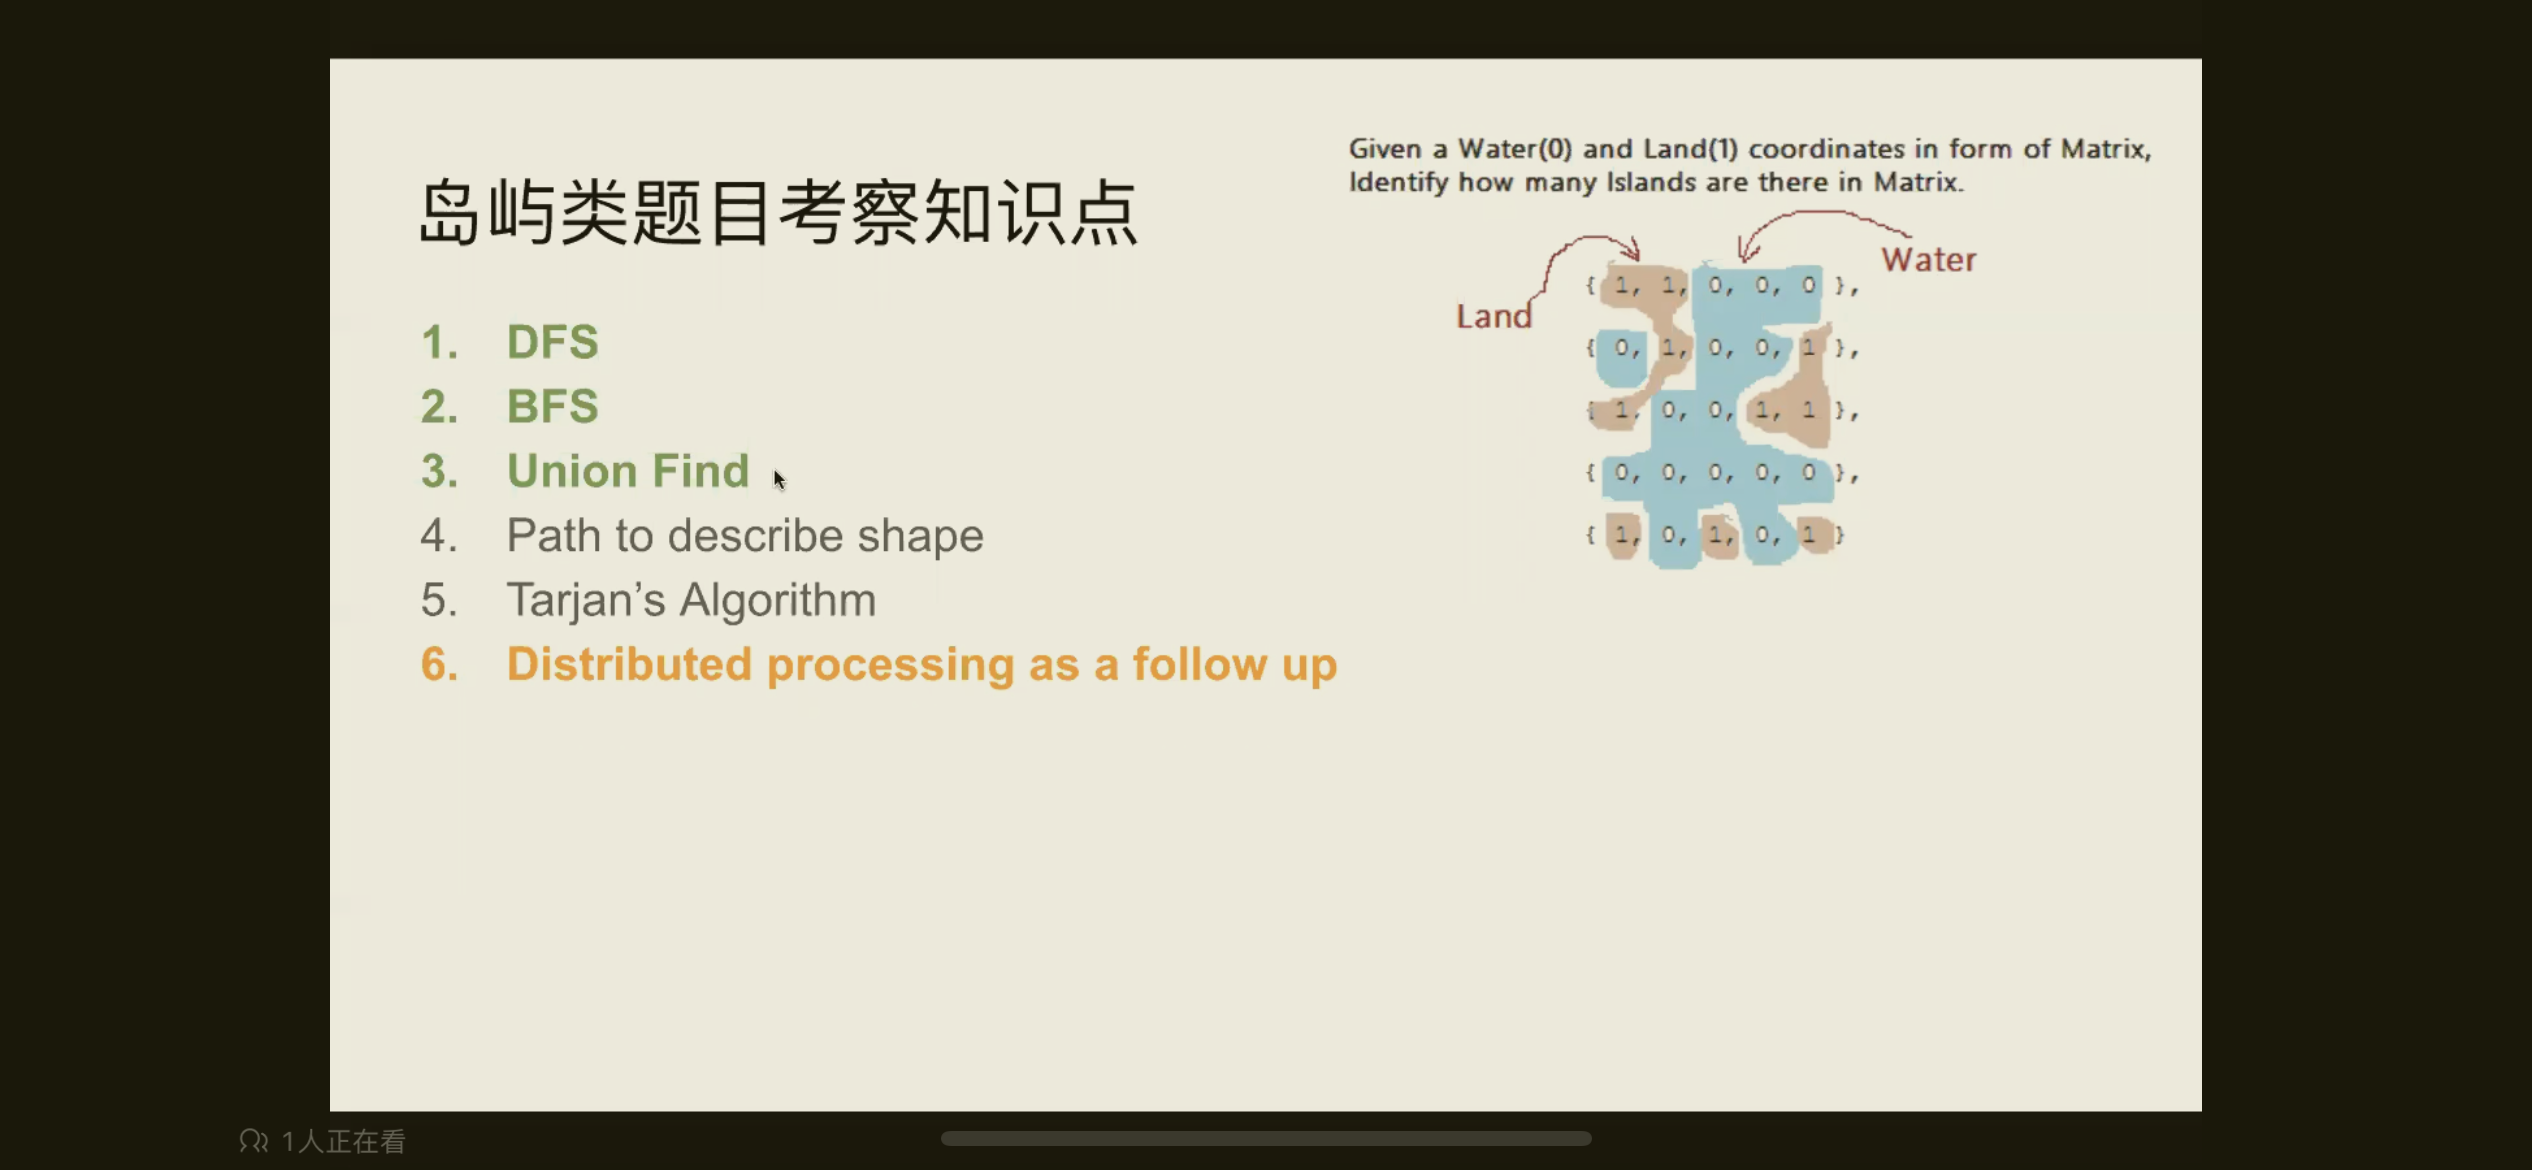 岛屿类题目考察知识点
1. DFS
2. BFS
3. Union Find
4. Path to describe shape
5. Tarjan’s Algorithm
6. Distributed processing as a follow up
Given a Water(0) and Land(1) coordinates in form of Matrix,
Identify how many Islands are there in Matrix.
Water
Land
{ 1, 1, 0, 0, 0 },
{ 0, 1, 0, 0, 1 },
{ 1, 0, 0, 1, 1 },
{ 0, 0, 0, 0, 0 },
{ 1, 0, 1, 0, 1 }
1人正在看